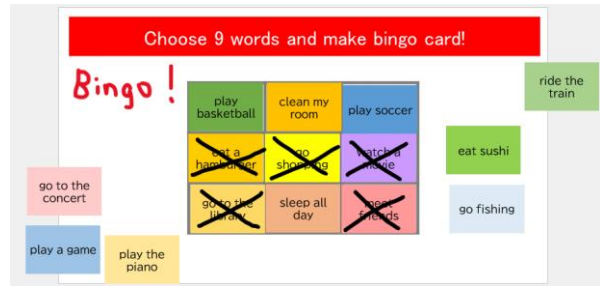 Choose 9 words and make bingo card!
Bingo!
ride the
train
play
basketball
clean my
room
play soccer
eat a
hamburger
go
shopping
watch a
movie
eat sushi
go to the
concert
go to the
library
sleep all
day
meet
friends
go fishing
play a game
play the
piano